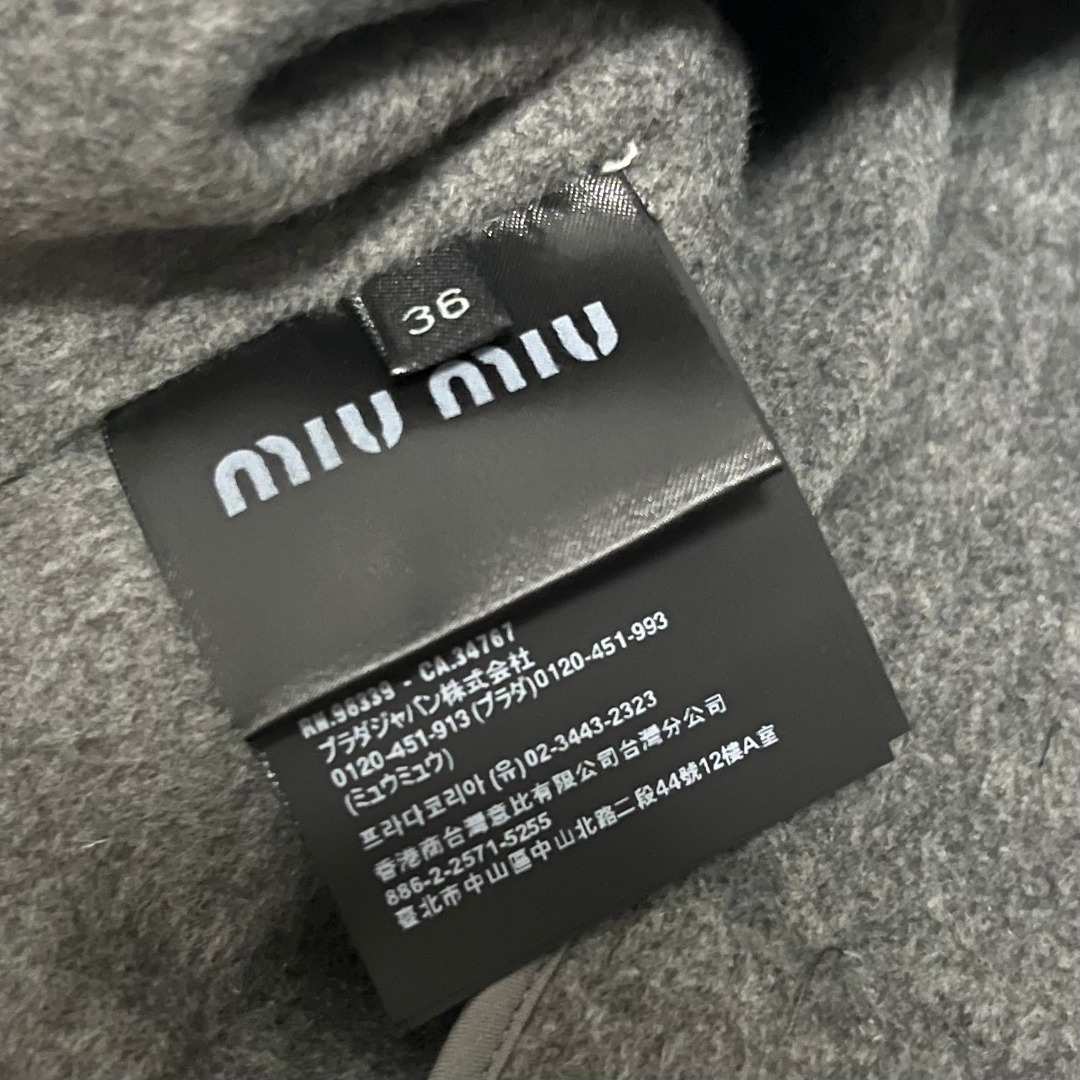 36
miu miu
RN.96339 - CA.34767
プラダジャパン株式会社
0120-451-913(プラダ)0120-451-993
(ミュウミュウ)
프라다코리아 (유) 02-3443-2323
香港商台灣意比有限公司台灣分公司
886-2-2571-5255
臺北市中山區中山北路二段44號12樓A室